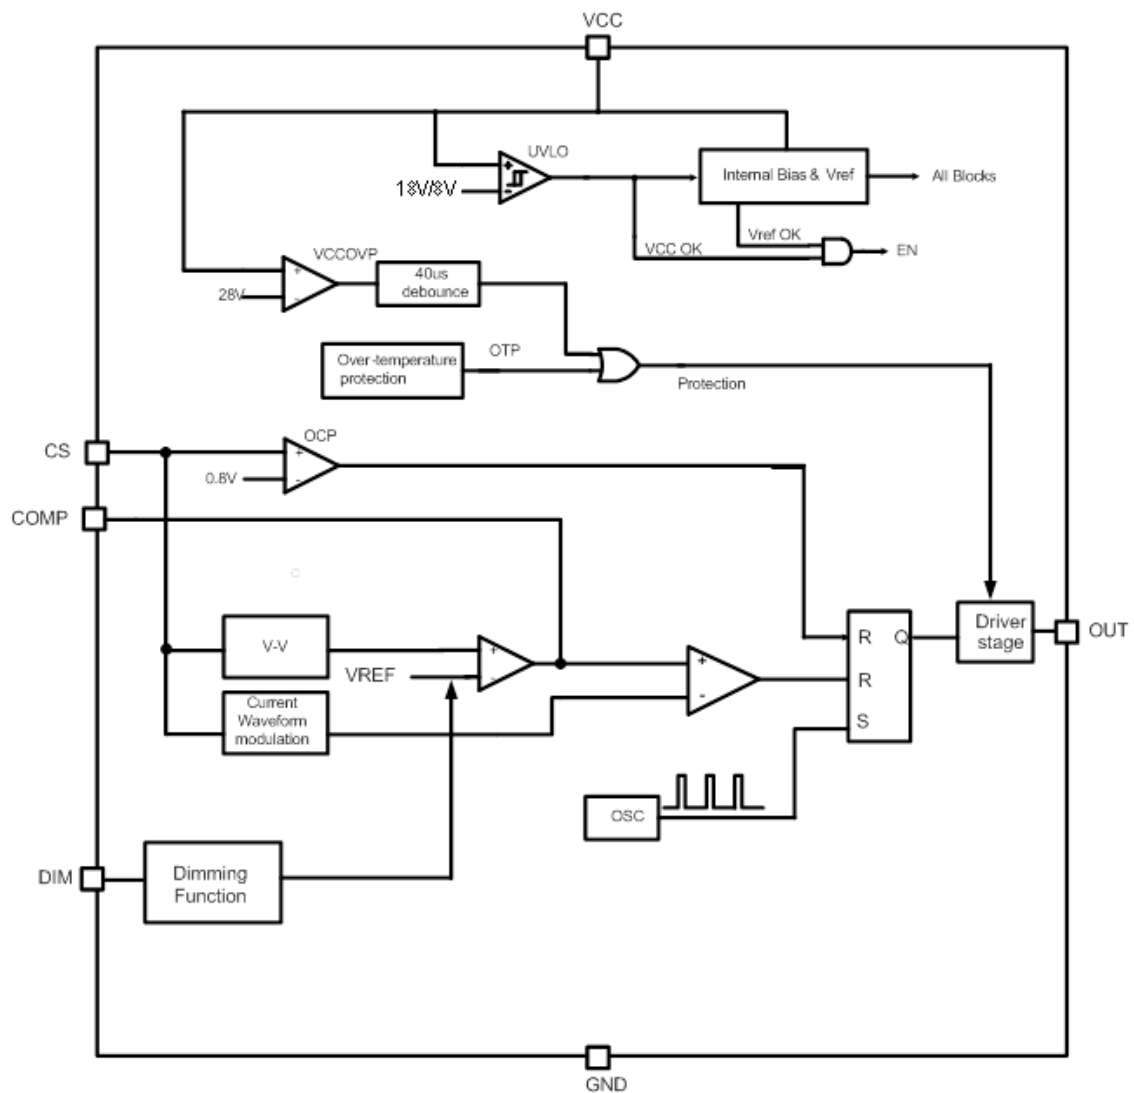 VCC
UVLO
18V/8V
Internal Bias & Vref
All Blocks
Vref OK
VCC OK
EN
VCCOVP
28V
40us
debounce
Over-temperature
protection
OTP
Protection
CS
OCP
0.8V
COMP
V-V
VREF
Current
Waveform
modulation
R
Q
R
S
Driver
stage
OUT
OSC
DIM
Dimming
Function
GND